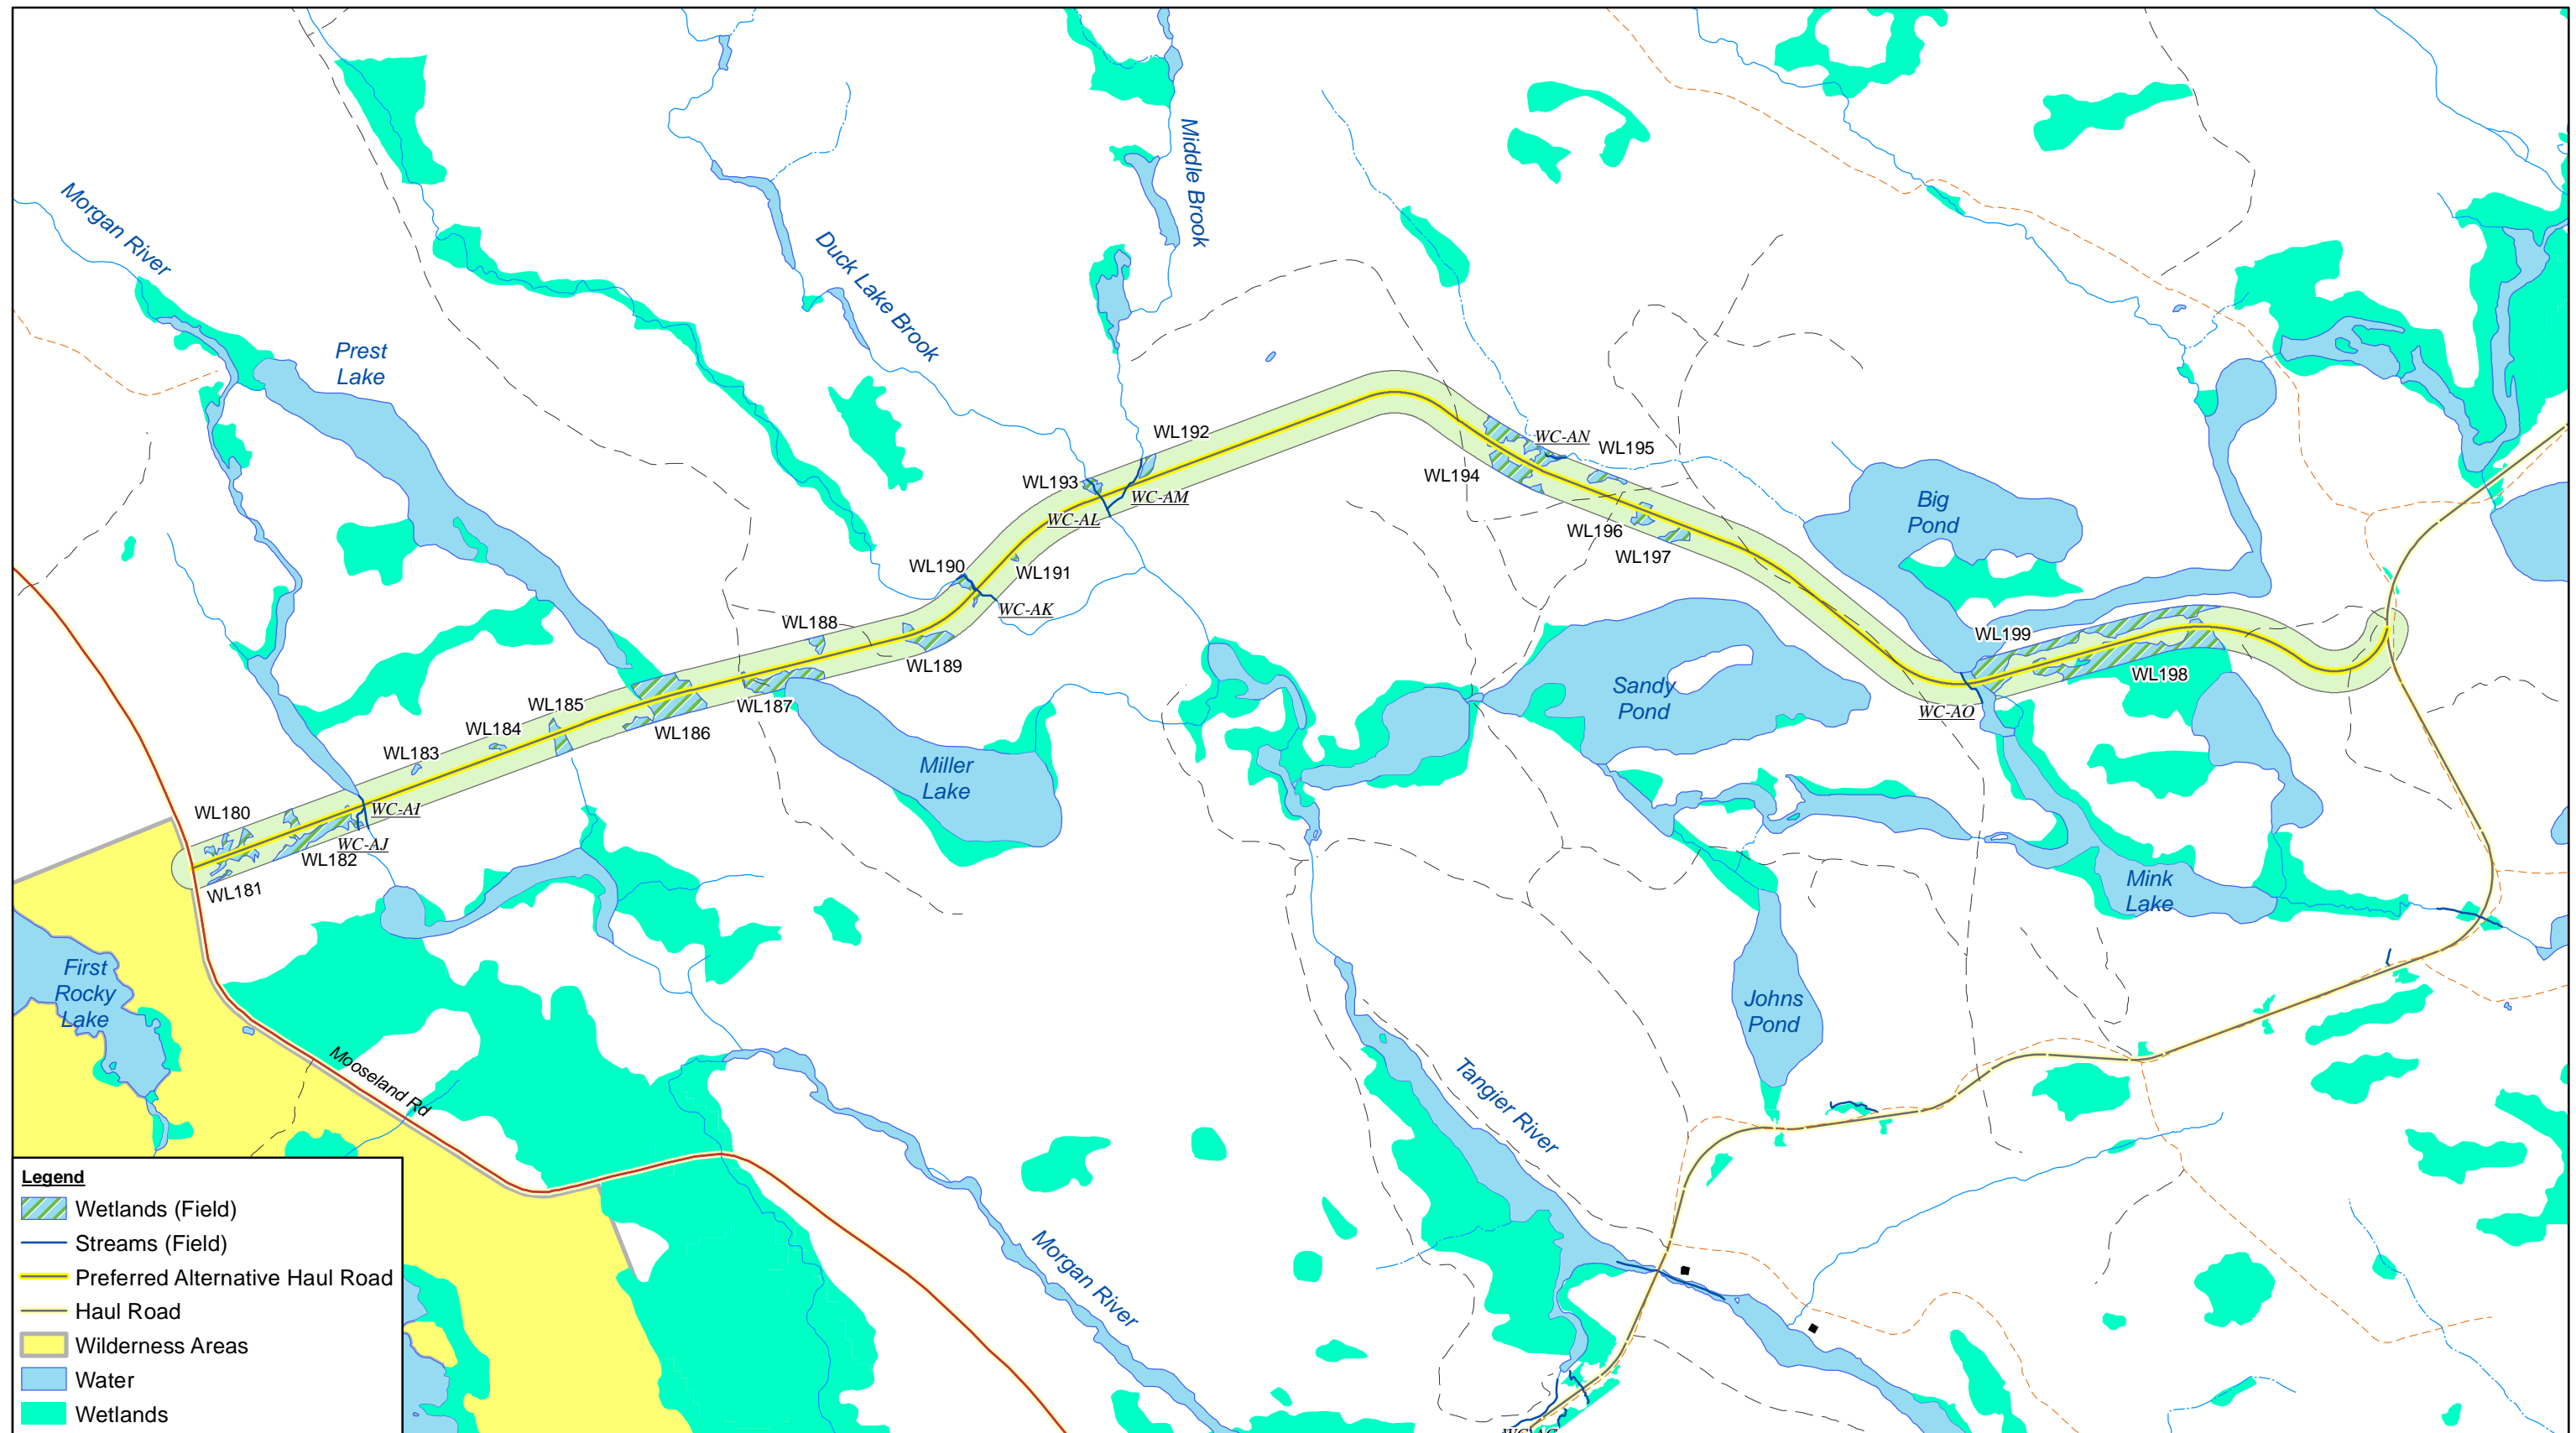 Middle Brook
Morgan River
Duck Lake Brook
Prest
Lake
WL192
WC-AN
WL195
WL193
WL194
WC-AM
Big
Pond
WC-AL
WL196
WL197
WL190
WL191
WC-AK
WL188
WL199
WL189
WL198
Sandy
Pond
WL187
WL185
WC-AO
WL184
WL186
WL183
Miller
Lake
WL180
WC-AI
WC-AJ
WL182
WL181
Mink
Lake
First
Rocky
Lake
Johns
Pond
Mooseland Rd
Tangier River
Morgan River
Legend
Wetlands (Field)
Streams (Field)
Preferred Alternative Haul Road
Haul Road
Wilderness Areas
Water
Wetlands